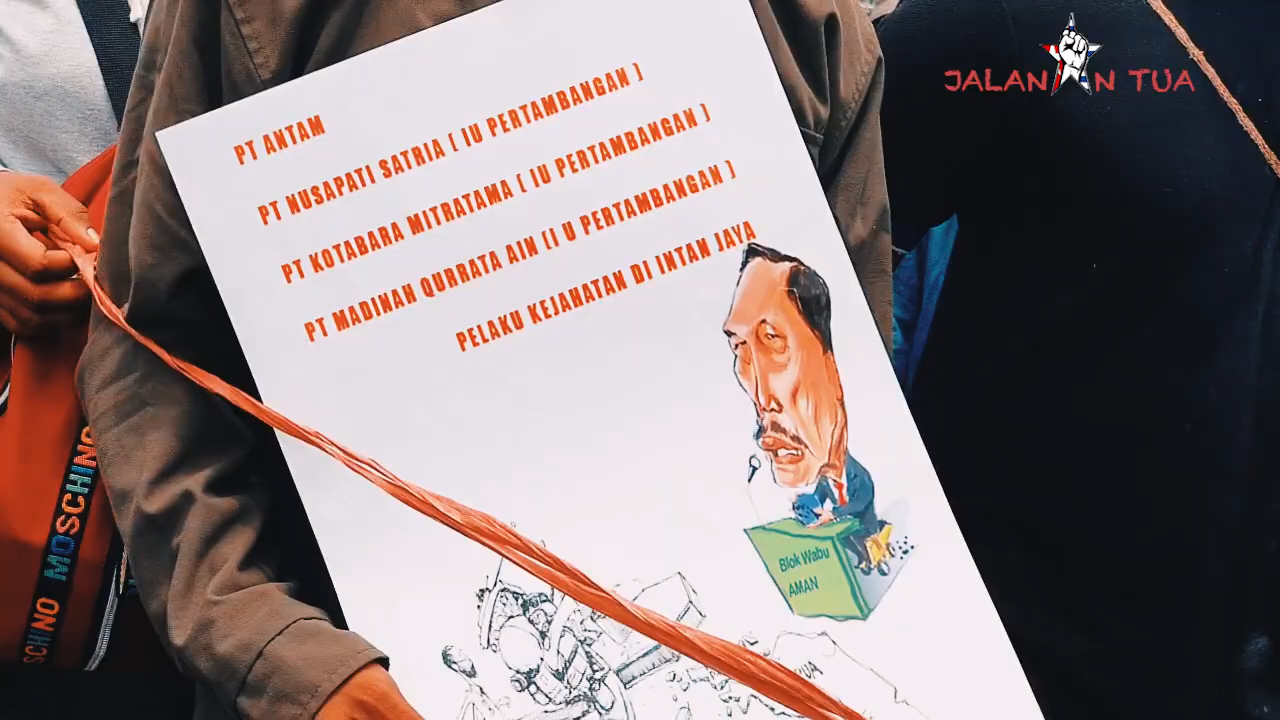 JALANAN TUA
PT ANTAM
PT NUSAPATI SATRIA ( IU PERTAMBANGAN )
PT KOTABARA MITRATAMA ( IU PERTAMBANGAN )
PT MADINAH QURRATA AIN (I U PERTAMBANGAN )
PELAKU KEJAHATAN DI INTAN JAYA
Blok Wabu
AMAN
MOSCHINO
SCHINO